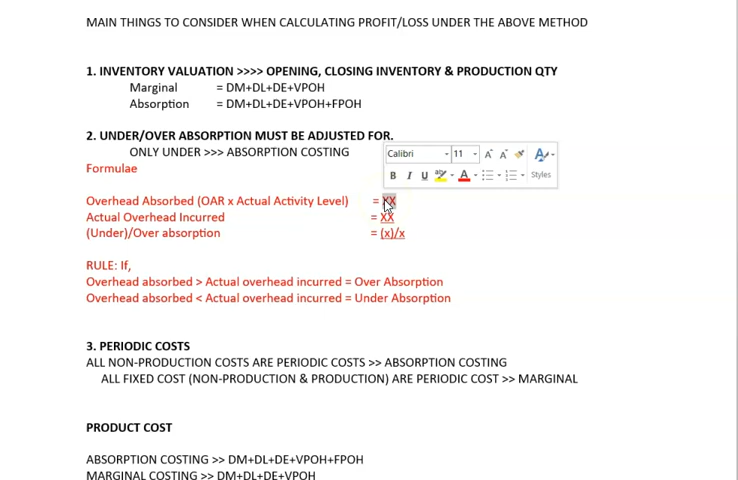 MAIN THINGS TO CONSIDER WHEN CALCULATING PROFIT/LOSS UNDER THE ABOVE METHOD
1. INVENTORY VALUATION >>>> OPENING, CLOSING INVENTORY & PRODUCTION QTY
Marginal = DM+DL+DE+VPOH
Absorption = DM+DL+DE+VPOH+FPOH
2. UNDER/OVER ABSORPTION MUST BE ADJUSTED FOR.
ONLY UNDER >>> ABSORPTION COSTING
Calibri 11 A A A
B I U aby A Styles
Formulae
Overhead Absorbed (OAR x Actual Activity Level) = XX
Actual Overhead Incurred = XX
(Under)/Over absorption = (x)/x
RULE: If,
Overhead absorbed > Actual overhead incurred = Over Absorption
Overhead absorbed < Actual overhead incurred = Under Absorption
3. PERIODIC COSTS
ALL NON-PRODUCTION COSTS ARE PERIODIC COSTS >> ABSORPTION COSTING
ALL FIXED COST (NON-PRODUCTION & PRODUCTION) ARE PERIODIC COST >> MARGINAL
PRODUCT COST
ABSORPTION COSTING >> DM+DL+DE+VPOH+FPOH
MARGINAL COSTING >> DM+DL+DE+VPOH